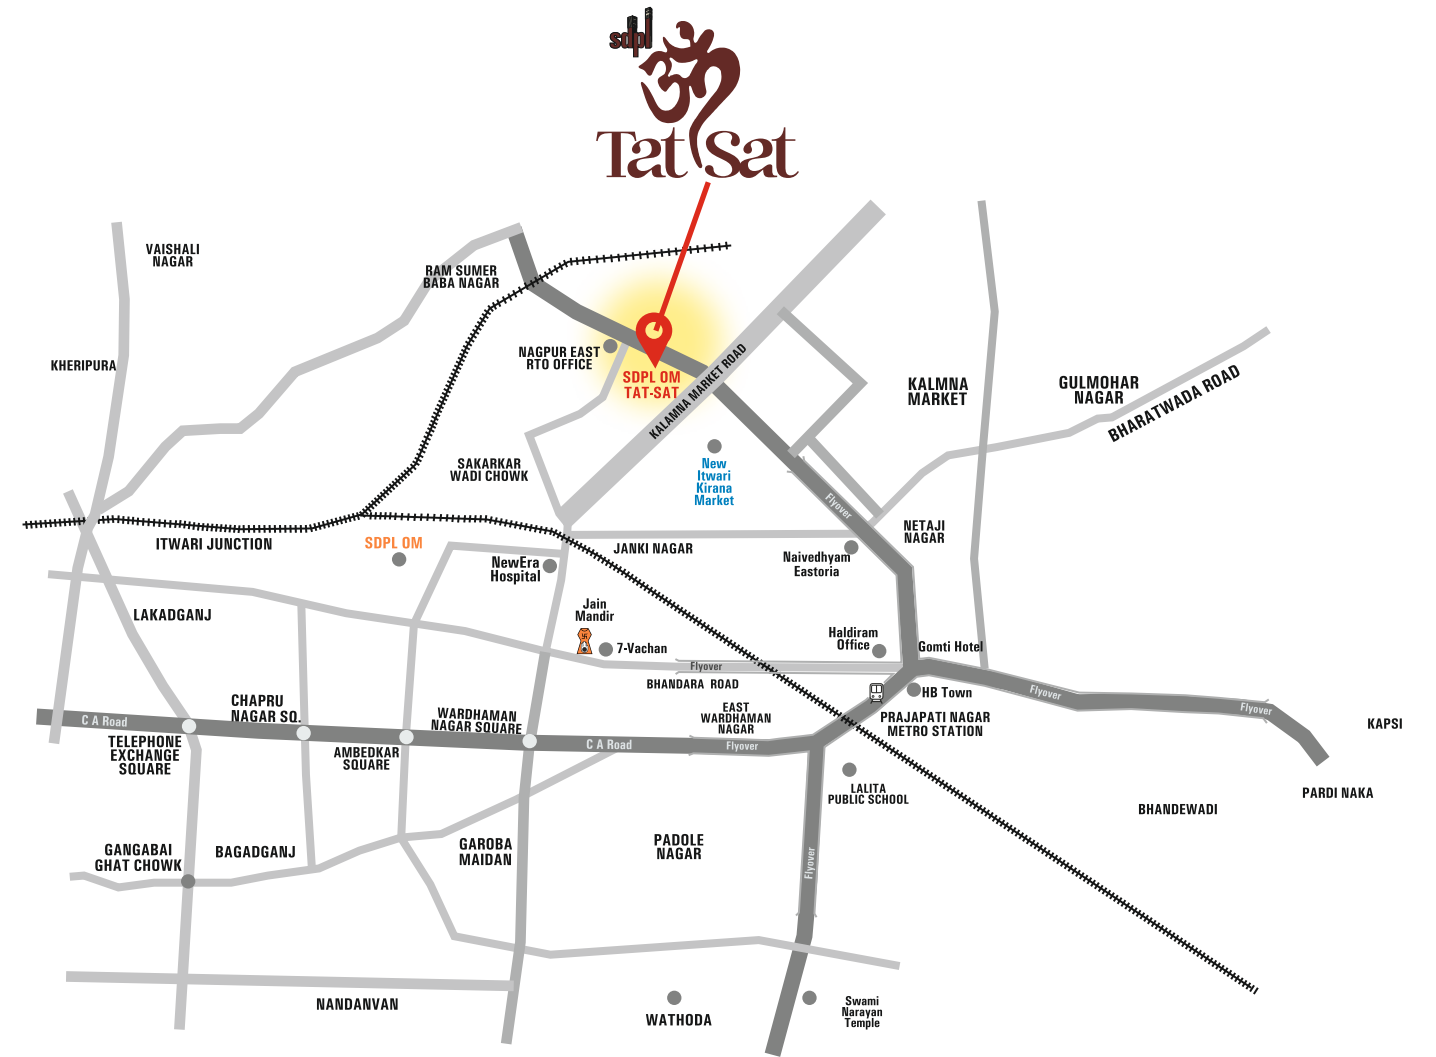 sdpl
Tat Sat
VAISHALI
NAGAR
RAM SUMER
BABA NAGAR
KHERIPURA
NAGPUR EAST
RTO OFFICE
SDPL OM
TAT-SAT
KALAMNA MARKET ROAD
KALMNA
MARKET
GULMOHAR
NAGAR
BHARATWADA ROAD
SAKARKAR
WADI CHOWK
New
Itwari
Kirana
Market
Flyover
NETAJI
NAGAR
ITWARI JUNCTION
SDPL OM
NewEra
Hospital
JANKI NAGAR
Naivedhyam
Eastoria
LAKADGANJ
Jain
Mandir
7-Vachan
Haldiram
Office
Gomti Hotel
Flyover
BHANDARA ROAD
HB Town
Flyover
Flyover
CHAPRU
NAGAR SQ.
WARDHAMAN
NAGAR SQUARE
EAST
WARDHAMAN
NAGAR
PRAJAPATI NAGAR
METRO STATION
KAPSI
C A Road
C A Road
Flyover
TELEPHONE
EXCHANGE
SQUARE
AMBEDKAR
SQUARE
LALITA
PUBLIC SCHOOL
PARDI NAKA
BHANDEWADI
GANGABAI
GHAT CHOWK
BAGADGANJ
GAROBA
MAIDAN
PADOLE
NAGAR
Flyover
NANDANVAN
WATHODA
Swami
Narayan
Temple